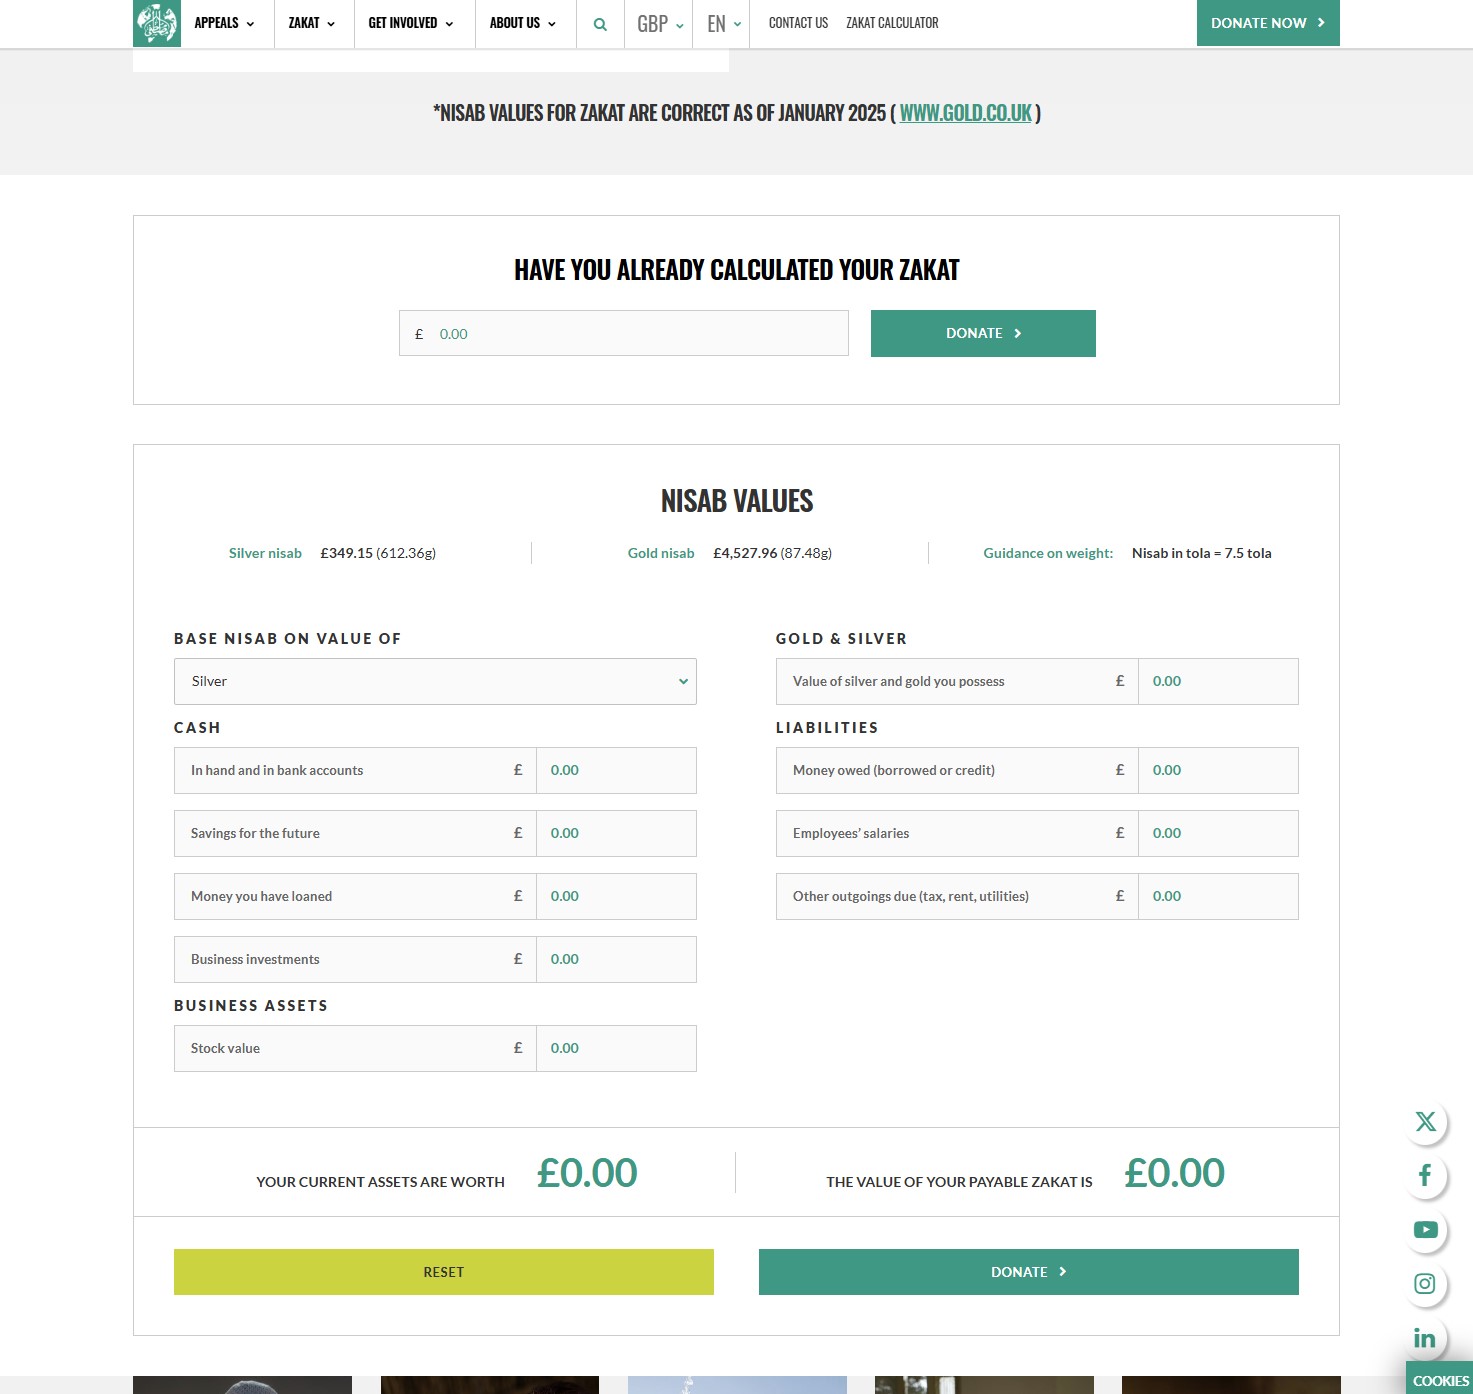 APPEALS
ZAKAT
GET INVOLVED
ABOUT US
GBP
EN
CONTACT US
ZAKAT CALCULATOR
DONATE NOW
*NISAB VALUES FOR ZAKAT ARE CORRECT AS OF JANUARY 2025 ( WWW.GOLD.CO.UK )
HAVE YOU ALREADY CALCULATED YOUR ZAKAT
£ 0.00
DONATE
NISAB VALUES
Silver nisab £349.15 (612.36g)
Gold nisab £4,527.96 (87.48g)
Guidance on weight: Nisab in tola = 7.5 tola
BASE NISAB ON VALUE OF
Silver
CASH
In hand and in bank accounts £ 0.00
Savings for the future £ 0.00
Money you have loaned £ 0.00
Business investments £ 0.00
BUSINESS ASSETS
Stock value £ 0.00
GOLD & SILVER
Value of silver and gold you possess £ 0.00
LIABILITIES
Money owed (borrowed or credit) £ 0.00
Employees’ salaries £ 0.00
Other outgoings due (tax, rent, utilities) £ 0.00
YOUR CURRENT ASSETS ARE WORTH £0.00
THE VALUE OF YOUR PAYABLE ZAKAT IS £0.00
RESET
DONATE
COOKIES